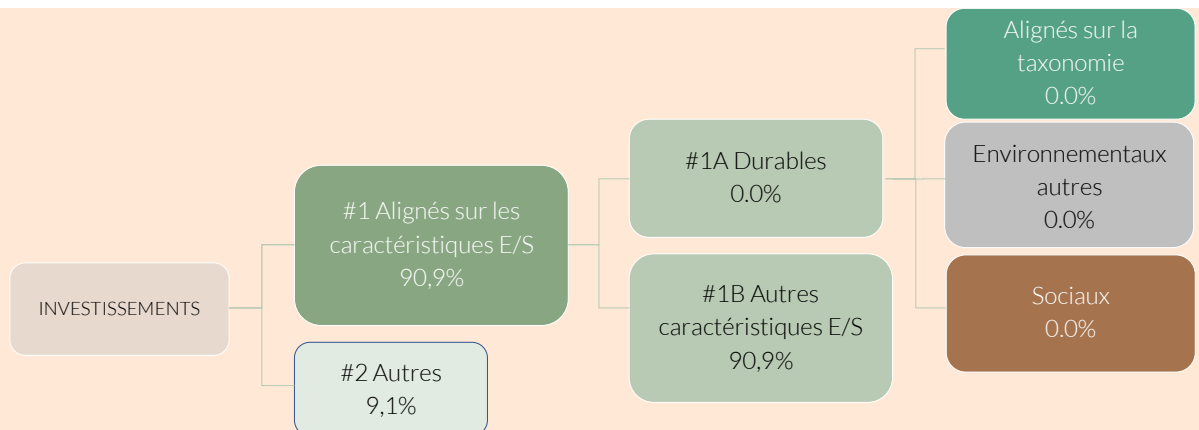 INVESTISSEMENTS
#1 Alignés sur les
caractéristiques E/S
90,9%
#2 Autres
9,1%
#1A Durables
0.0%
#1B Autres
caractéristiques E/S
90,9%
Alignés sur la
taxonomie
0.0%
Environnementaux
autres
0.0%
Sociaux
0.0%